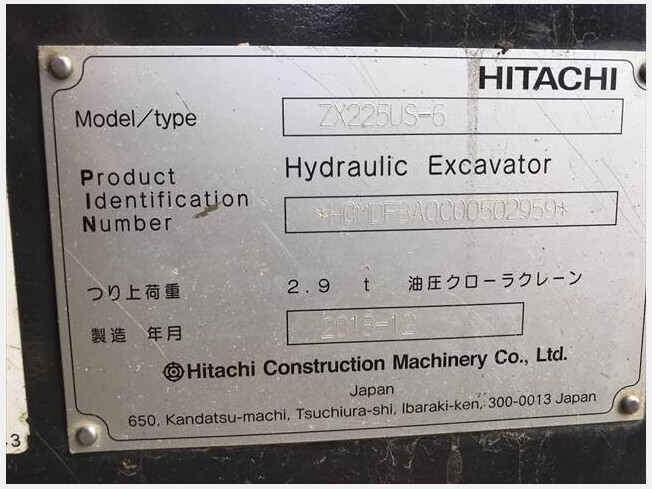 HITACHI
Model/type ZX225US-6
Hydraulic Excavator
Product
Identification
Number
つり上荷重 2.9 t 油圧クローラクレーン
製造 年月
Hitachi Construction Machinery Co., Ltd.
Japan
650, Kandatsu-machi, Tsuchiura-shi, Ibaraki-ken, 300-0013 Japan